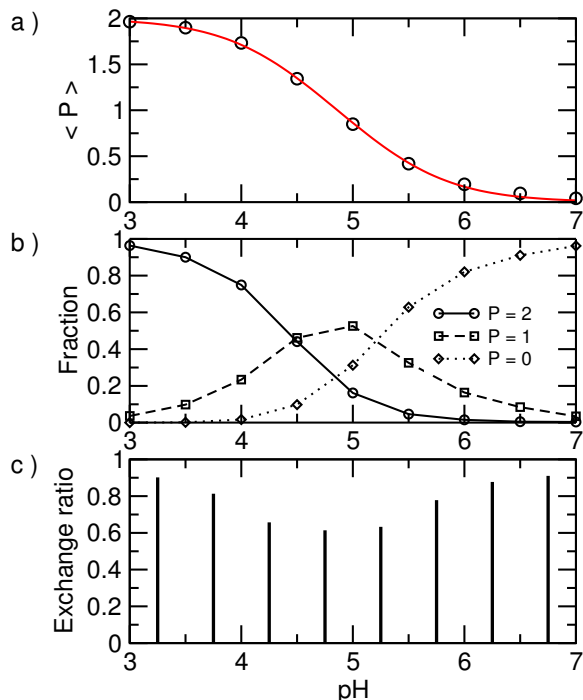 a )
2
1.5
1
0.5
0
< P >
3 4 5 6 7
b )
1
0.8
0.6
0.4
0.2
0
Fraction
P = 2
P = 1
P = 0
3 4 5 6 7
c )
1
0.8
0.6
0.4
0.2
0
Exchange ratio
3 4 5 6 7
pH